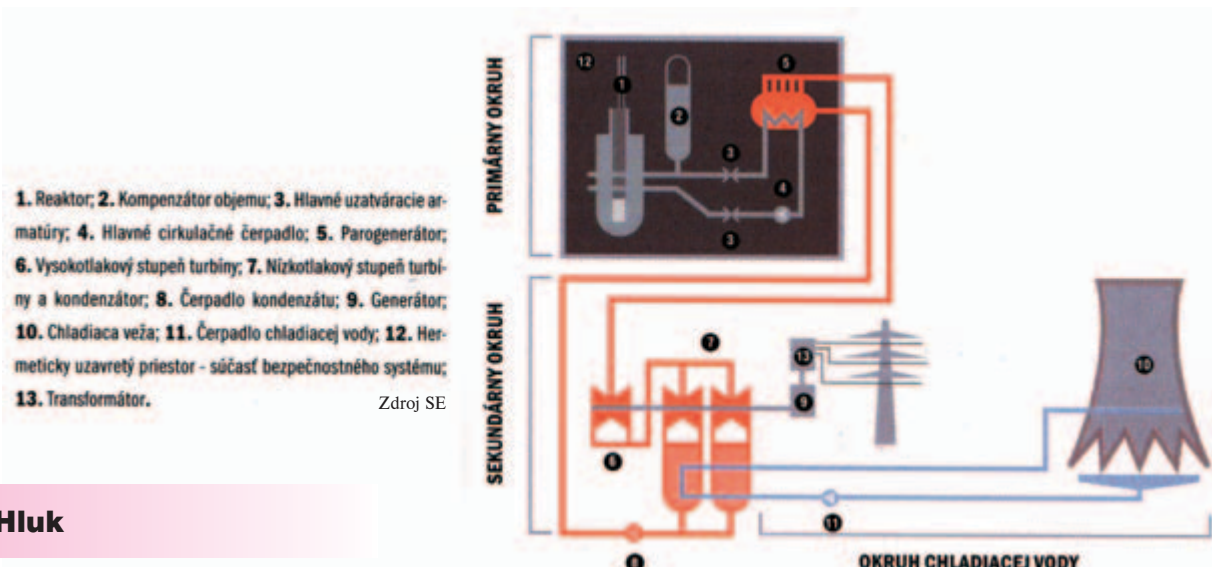 1. Reaktor; 2. Kompenzátor objemu; 3. Hlavné uzatváracie ar-
matúry; 4. Hlavné cirkulačné čerpadlo; 5. Parogenerátor;
6. Vysokotlakový stupeň turbíny; 7. Nízkotlakový stupeň turbí-
ny a kondenzátor; 8. Čerpadlo kondenzátu; 9. Generátor;
10. Chladiaca veža; 11. Čerpadlo chladiacej vody; 12. Her-
meticky uzavretý priestor - súčasť bezpečnostného systému;
13. Transformátor.
Zdroj SE
Hluk
PRIMÁRNY OKRUH
12
1
2
5
3
4
3
SEKUNDÁRNY OKRUH
7
13
9
10
6
11
8
OKRUH CHLADIACEJ VODY